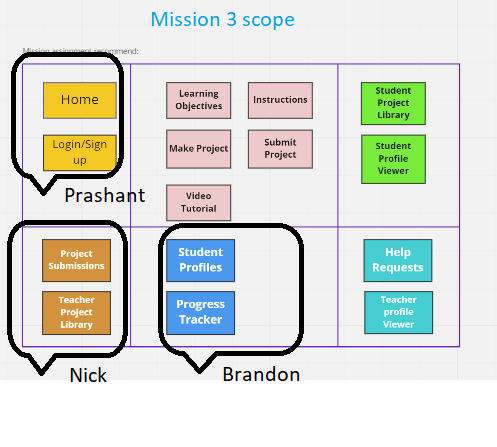 Mission 3 scope
Mission assignment recommend:
Home
Login/Sign
up
Prashant
Learning
Objectives
Instructions
Make Project
Submit
Project
Video
Tutorial
Student
Project
Library
Student
Profile
Viewer
Project
Submissions
Teacher
Project
Library
Nick
Student
Profiles
Progress
Tracker
Brandon
Help
Requests
Teacher
profile
Viewer